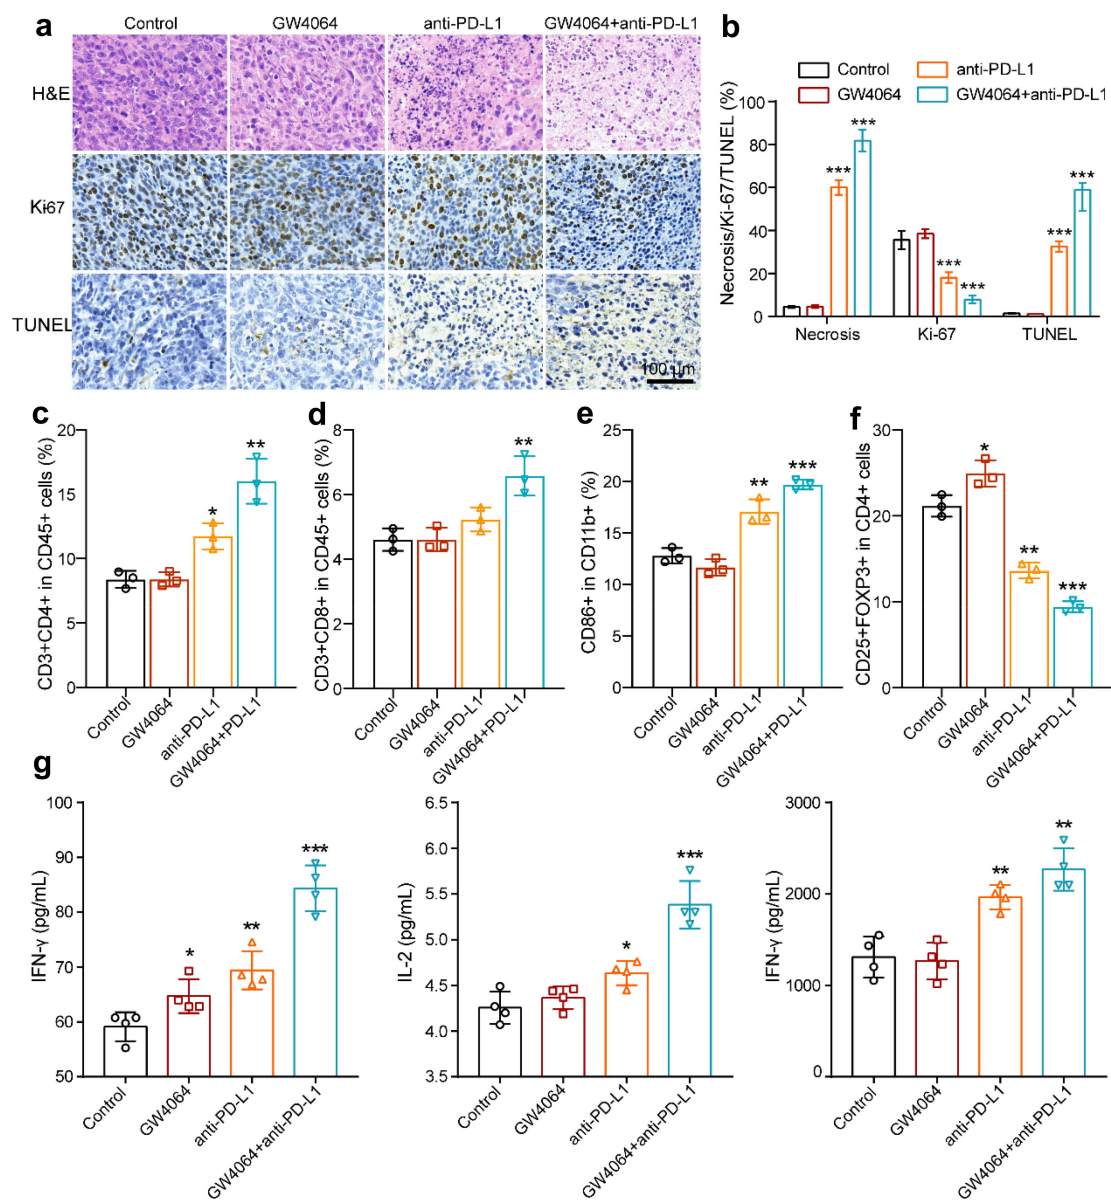 a
Control
GW4064
anti-PD-L1
GW4064+anti-PD-L1
H&E
Ki67
TUNEL
100 μm
b
Control
anti-PD-L1
GW4064
GW4064+anti-PD-L1
Necrosis/Ki-67/TUNEL (%)
100
80
60
40
20
0
***
***
***
***
***
***
Necrosis
Ki-67
TUNEL
c
CD3+CD4+ in CD45+ cells (%)
20
15
10
5
0
*
**
Control
GW4064
anti-PD-L1
GW4064+PD-L1
d
CD3+CD8+ in CD45+ cells (%)
8
6
4
2
0
**
Control
GW4064
anti-PD-L1
GW4064+PD-L1
e
CD86+ in CD11b+ (%)
25
20
15
10
5
0
**
***
Control
GW4064
anti-PD-L1
GW4064+PD-L1
f
CD25+FOXP3+ in CD4+ cells
30
20
10
0
*
**
***
Control
GW4064
anti-PD-L1
GW4064+PD-L1
g
IFN-γ (pg/mL)
100
90
80
70
60
50
*
**
***
Control
GW4064
anti-PD-L1
GW4064+anti-PD-L1
IL-2 (pg/mL)
6.5
6.0
5.5
5.0
4.5
4.0
3.5
*
***
Control
GW4064
anti-PD-L1
GW4064+anti-PD-L1
IFN-γ (pg/mL)
3000
2000
1000
0
**
**
Control
GW4064
anti-PD-L1
GW4064+anti-PD-L1